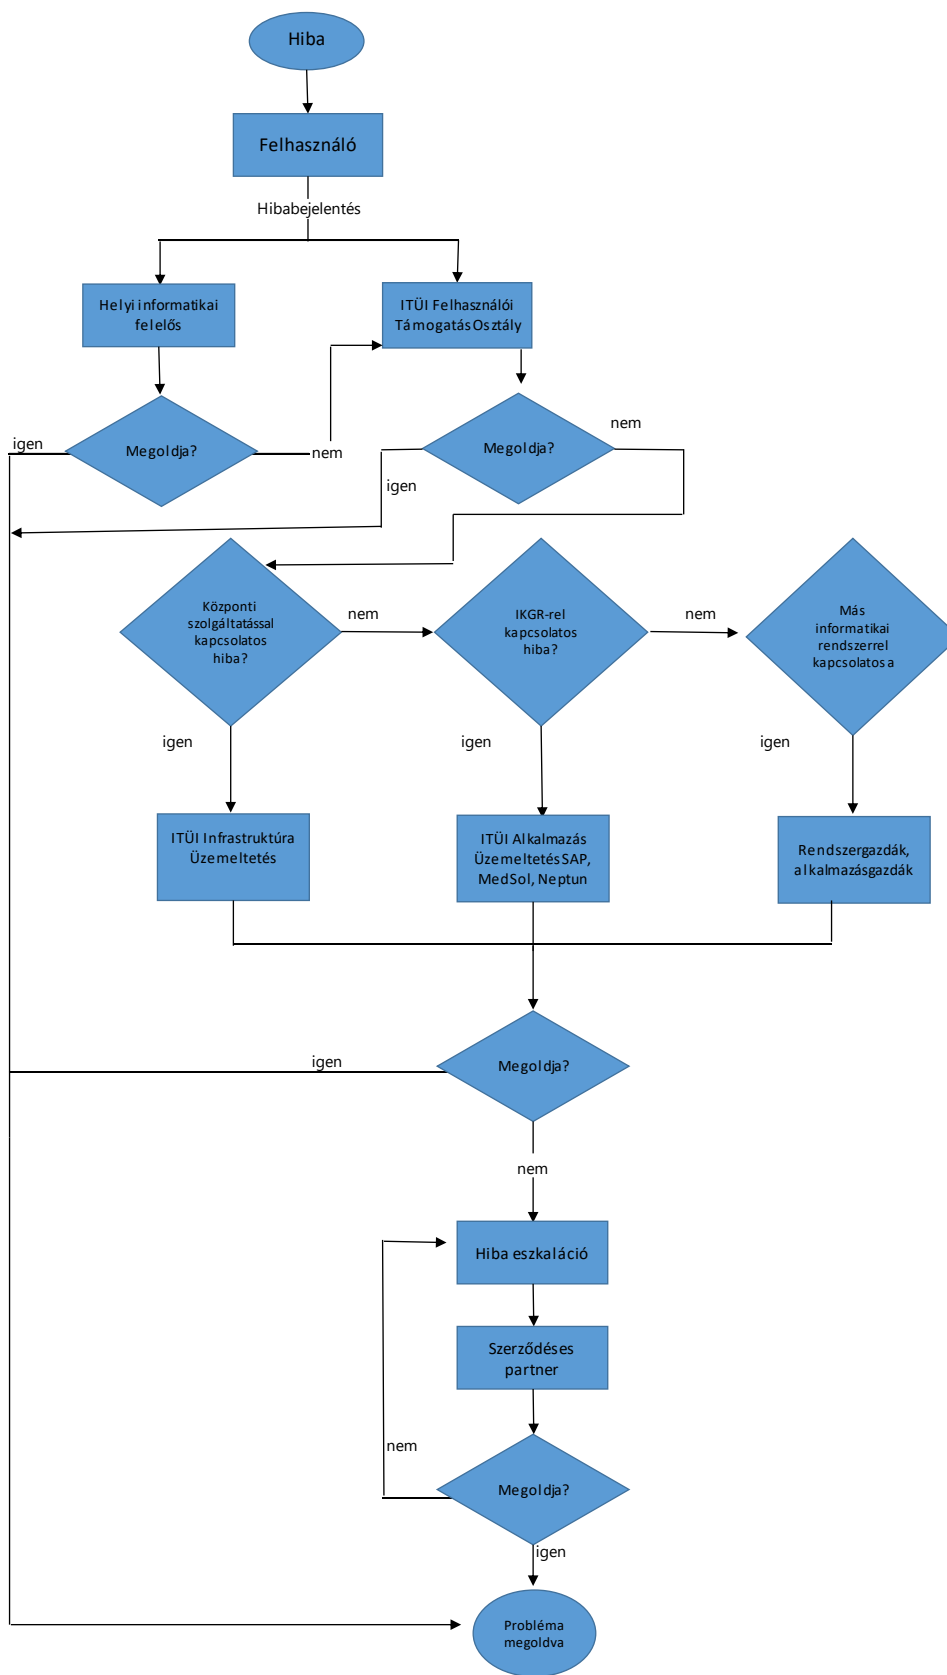 Hiba
Felhasználó
Hibabejelentés
Helyi informatikai
felelős
ITÜI Felhasználói
Támogatás Osztály
igen
Megoldja?
nem
Megoldja?
nem
igen
Központi
szolgáltatással
kapcsolatos
hiba?
nem
IKGR-rel
kapcsolatos
hiba?
nem
Más
informatikai
rendszerrel
kapcsolatos a
igen
igen
igen
ITÜI Infrastruktúra
Üzemeltetés
ITÜI Alkalmazás
Üzemeltetés SAP,
MedSol, Neptun
Rendszergazdák,
alkalmazásgazdák
igen
Megoldja?
nem
Hiba eszkaláció
Szerződéses
partner
nem
Megoldja?
igen
Probléma
megoldva